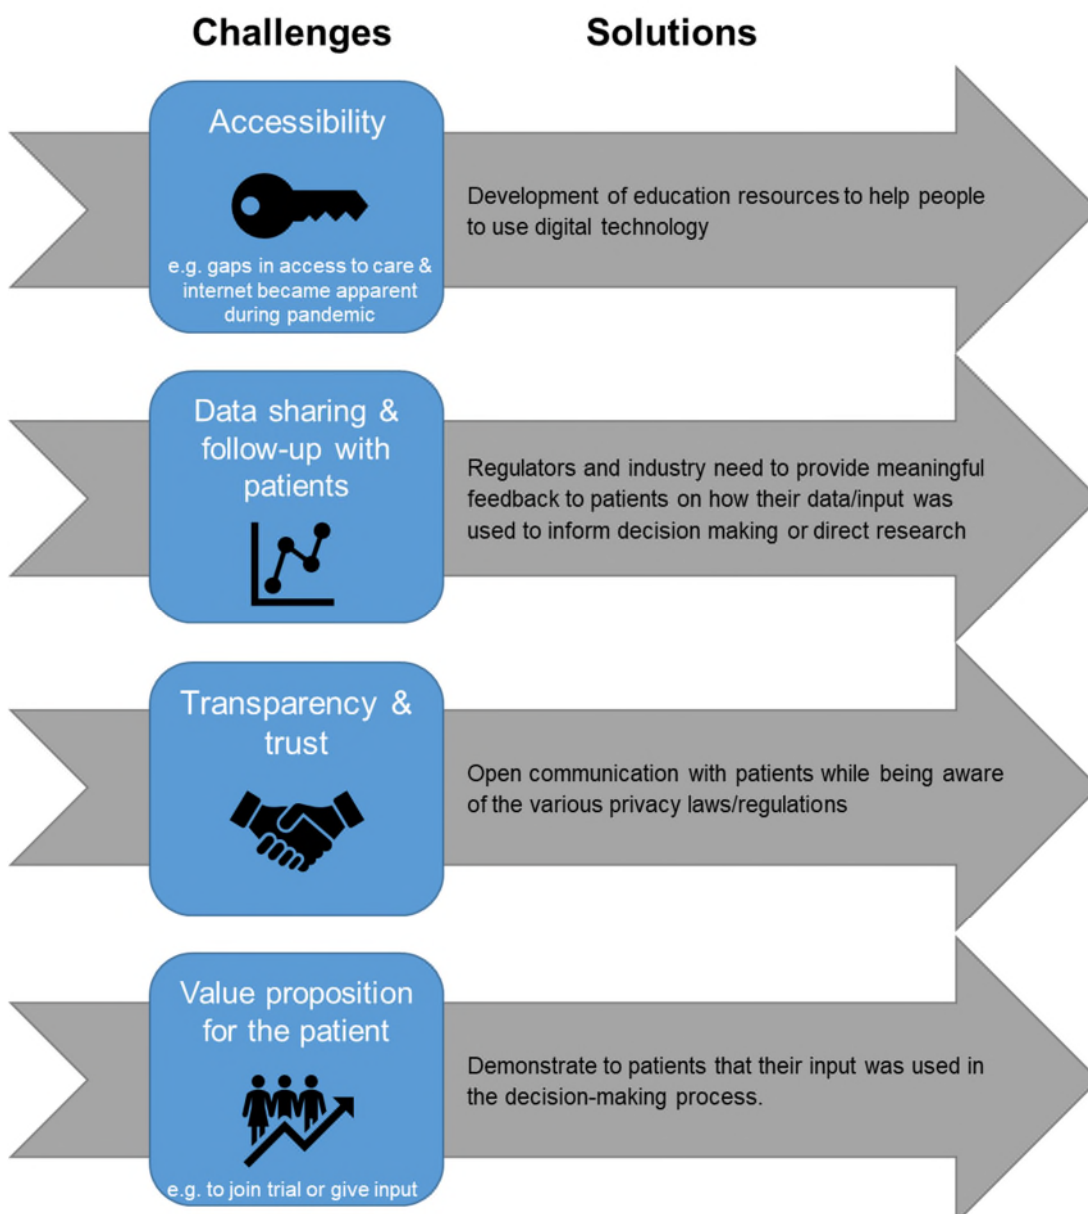 Challenges
Solutions
Accessibility
e.g. gaps in access to care &
internet became apparent
during pandemic
Development of education resources to help people
to use digital technology
Data sharing &
follow-up with
patients
Regulators and industry need to provide meaningful
feedback to patients on how their data/input was
used to inform decision making or direct research
Transparency &
trust
Open communication with patients while being aware
of the various privacy laws/regulations
Value proposition
for the patient
e.g. to join trial or give input
Demonstrate to patients that their input was used in
the decision-making process.